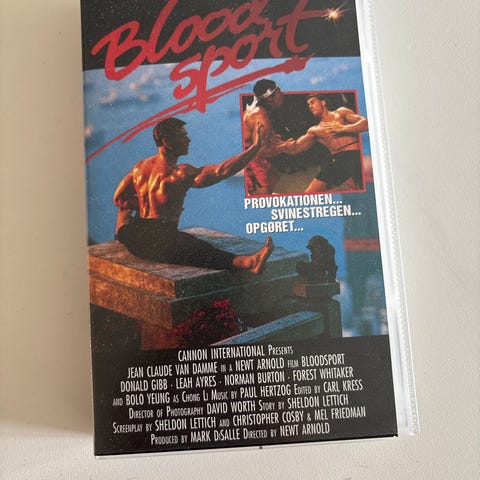 Blood
sport
PROVOKATIONEN...
SVINESTREGEN...
OPGØRET...
CANNON INTERNATIONAL PRESENTS
JEAN CLAUDE VAN DAMME IN A NEWT ARNOLD FILM BLOODSPORT
DONALD GIBB · LEAH AYRES · NORMAN BURTON · FOREST WHITAKER
AND BOLO YEUNG AS CHONG LI MUSIC BY PAUL HERTZOG EDITED BY CARL KRESS
DIRECTOR OF PHOTOGRAPHY DAVID WORTH STORY BY SHELDON LETTICH
SCREENPLAY BY SHELDON LETTICH AND CHRISTOPHER COSBY & MEL FRIEDMAN
PRODUCED BY MARK DISALLE DIRECTED BY NEWT ARNOLD